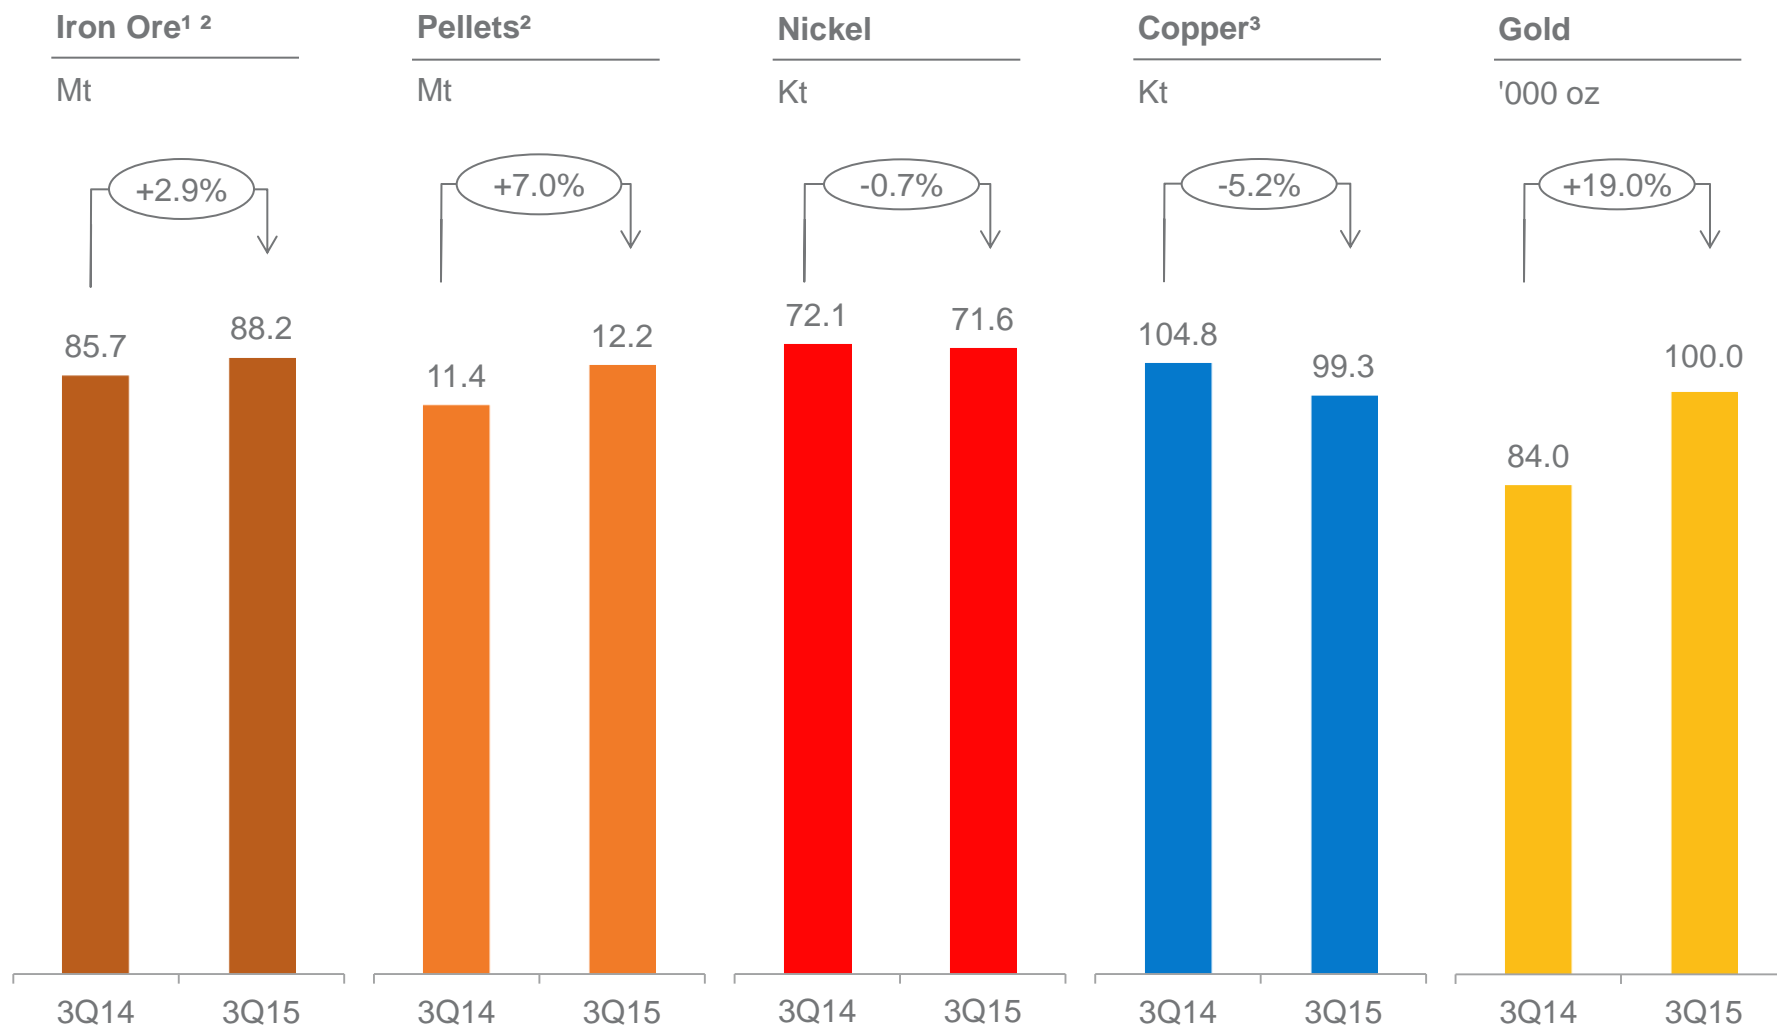 Iron Ore¹ ²
Mt
+2.9%
85.7
88.2
3Q14
3Q15
Pellets²
Mt
+7.0%
11.4
12.2
3Q14
3Q15
Nickel
Kt
-0.7%
72.1
71.6
3Q14
3Q15
Copper³
Kt
-5.2%
104.8
99.3
3Q14
3Q15
Gold
'000 oz
+19.0%
84.0
100.0
3Q14
3Q15